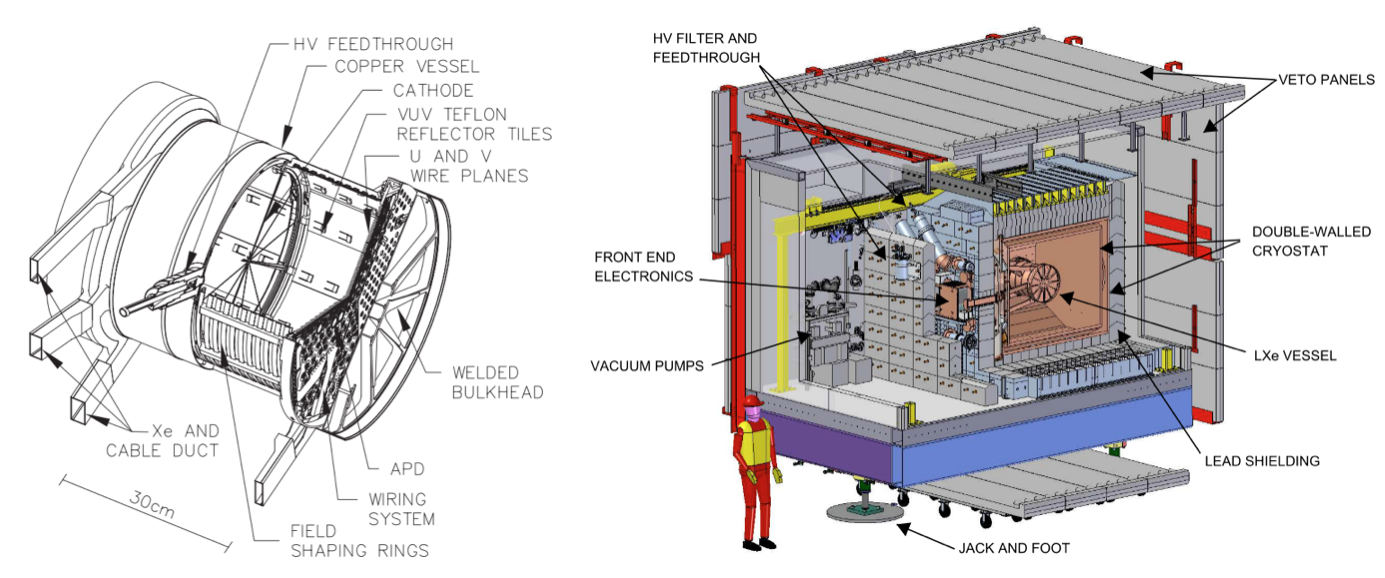 HV FEEDTHROUGH
COPPER VESSEL
CATHODE
VUV TEFLON
REFLECTOR TILES
U AND V
WIRE PLANES
WELDED
BULKHEAD
Xe AND
CABLE DUCT
APD
WIRING
SYSTEM
FIELD
SHAPING RINGS
30cm
HV FILTER AND
FEEDTHROUGH
VETO PANELS
FRONT END
ELECTRONICS
DOUBLE-WALLED
CRYOSTAT
VACUUM PUMPS
LXe VESSEL
LEAD SHIELDING
JACK AND FOOT